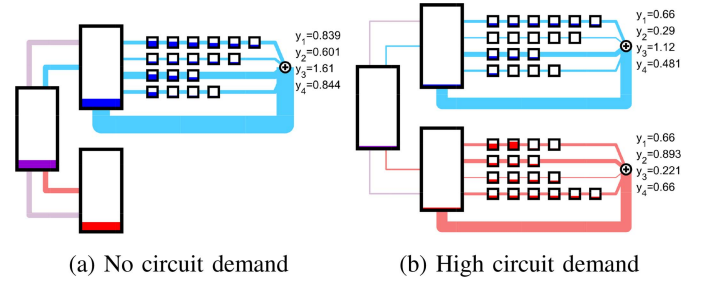 y₁=0.839
y₂=0.601
y₃=1.61
y₄=0.844
y₁=0.66
y₂=0.29
y₃=1.12
y₄=0.481
y₁=0.66
y₂=0.893
y₃=0.221
y₄=0.66
(a) No circuit demand
(b) High circuit demand